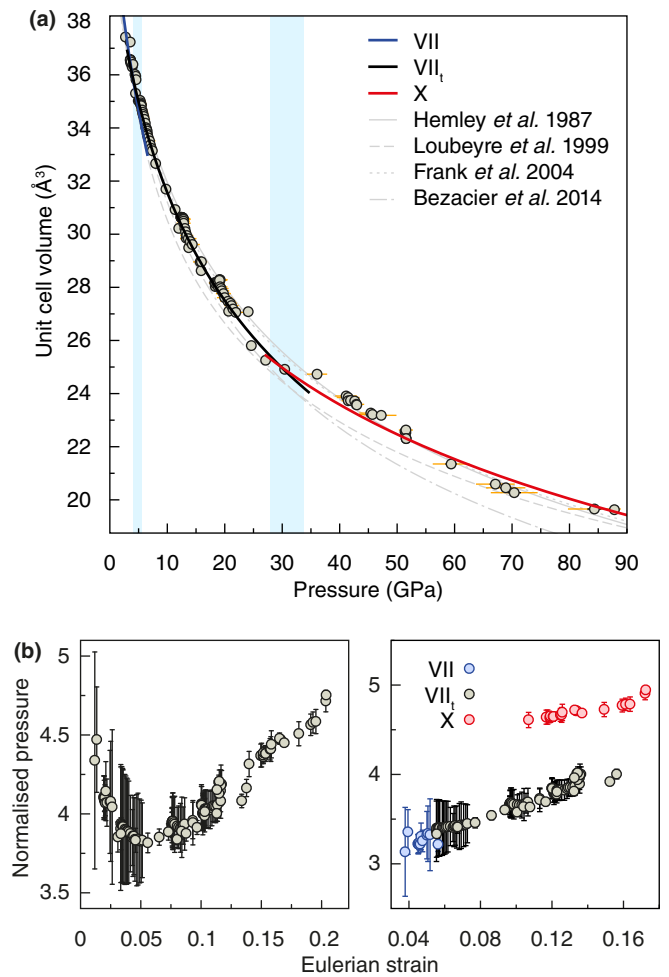 (a)
38
36
34
32
30
28
26
24
22
20
Unit cell volume (Å³)
VII
VIIₜ
X
Hemley et al. 1987
Loubeyre et al. 1999
Frank et al. 2004
Bezacier et al. 2014
0 10 20 30 40 50 60 70 80 90
Pressure (GPa)
(b)
5
4.5
4
3.5
Normalised pressure
0 0.05 0.1 0.15 0.2
VII
VIIₜ
X
5
4
3
0.04 0.08 0.12 0.16
Eulerian strain